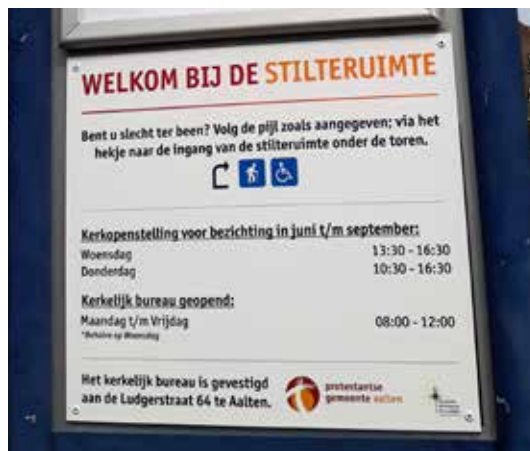 WELKOM BIJ DE STILTERUIMTE
Bent u slecht ter been? Volg de pijl zoals aangegeven; via het
hekje naar de ingang van de stilteruimte onder de toren.
Kerkopenstelling voor bezichting in juni t/m september:
Woensdag 13:30 - 16:30
Donderdag 10:30 - 16:30
Kerkelijk bureau geopend:
Maandag t/m Vrijdag 08:00 - 12:00
*Behalve op Woensdag
Het kerkelijk bureau is gevestigd
aan de Ludgerstraat 64 te Aalten.
protestantse
gemeente aalten